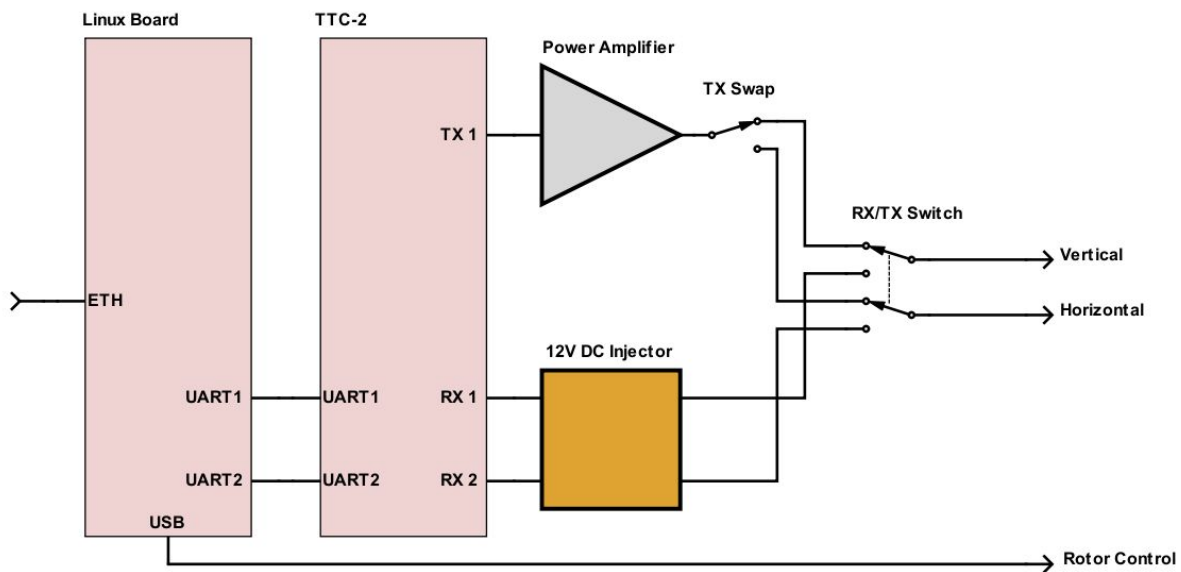 Linux Board
TTC-2
Power Amplifier
TX Swap
TX 1
RX/TX Switch
Vertical
ETH
Horizontal
12V DC Injector
UART1
UART1
RX 1
UART2
UART2
RX 2
USB
Rotor Control